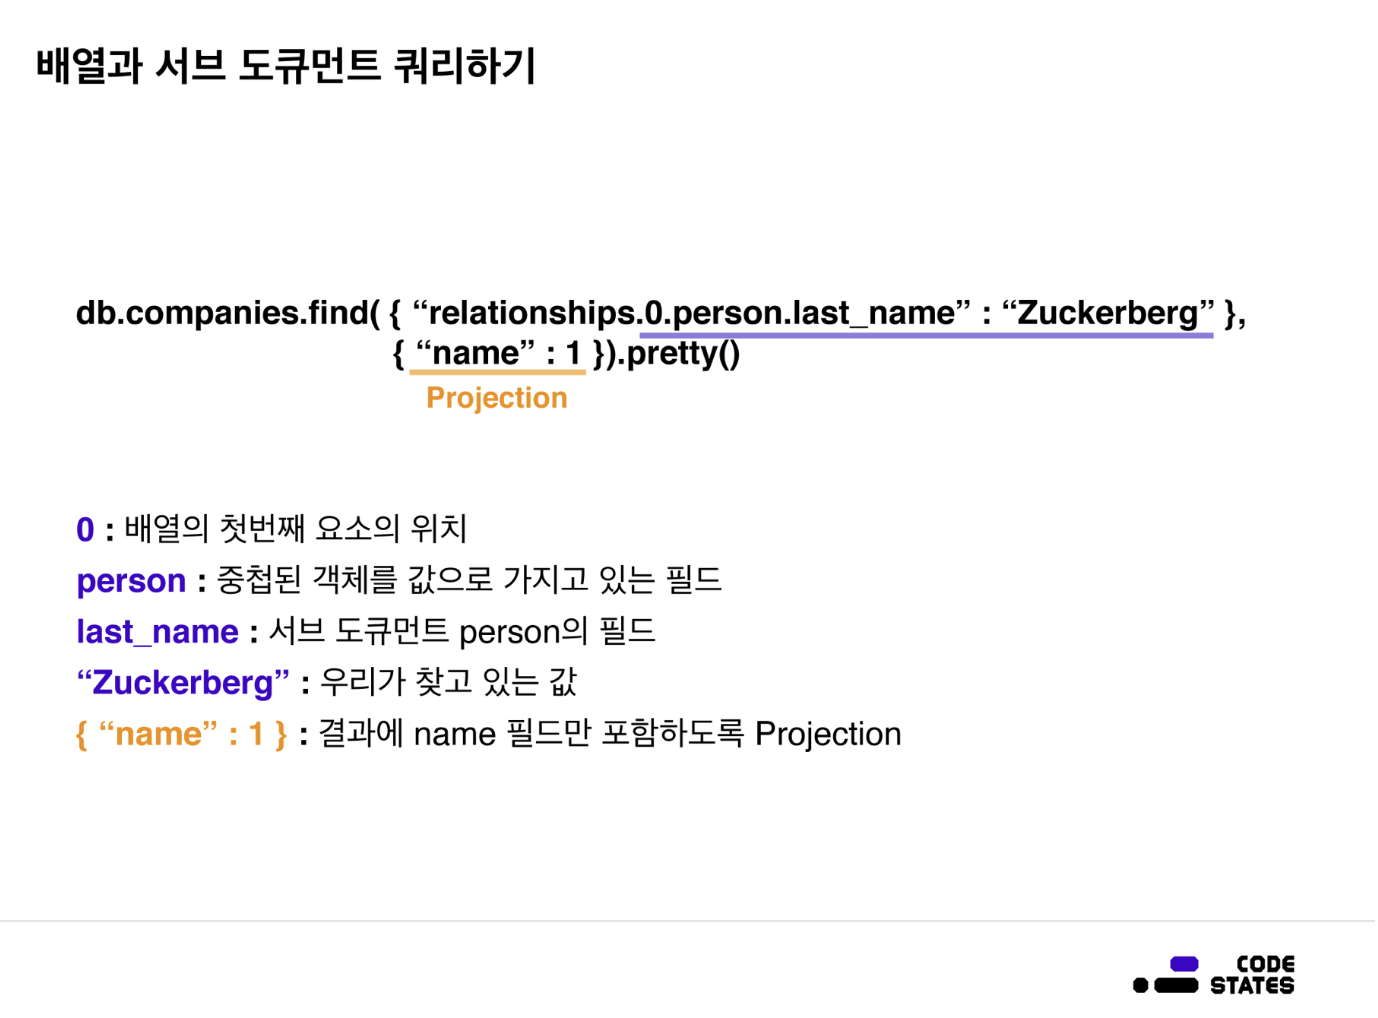 배열과 서브 도큐먼트 쿼리하기
db.companies.find( { “relationships.0.person.last_name” : “Zuckerberg” },
{ “name” : 1 }).pretty()
Projection
0 : 배열의 첫번째 요소의 위치
person : 중첩된 객체를 값으로 가지고 있는 필드
last_name : 서브 도큐먼트 person의 필드
“Zuckerberg” : 우리가 찾고 있는 값
{ “name” : 1 } : 결과에 name 필드만 포함하도록 Projection
CODE
STATES